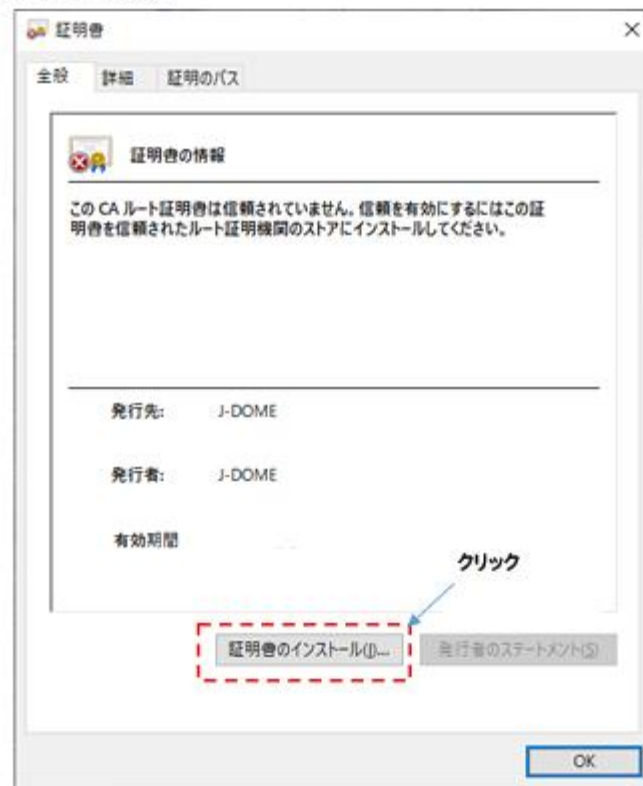 証明書
全般 詳細 証明のパス
証明書の情報
この CA ルート証明書は信頼されていません。信頼を有効にするにはこの証
明書を信頼されたルート証明機関のストアにインストールしてください。
発行先: J-DOME
発行者: J-DOME
有効期間
クリック
証明書のインストール(I)... 発行者のステートメント(S)
OK